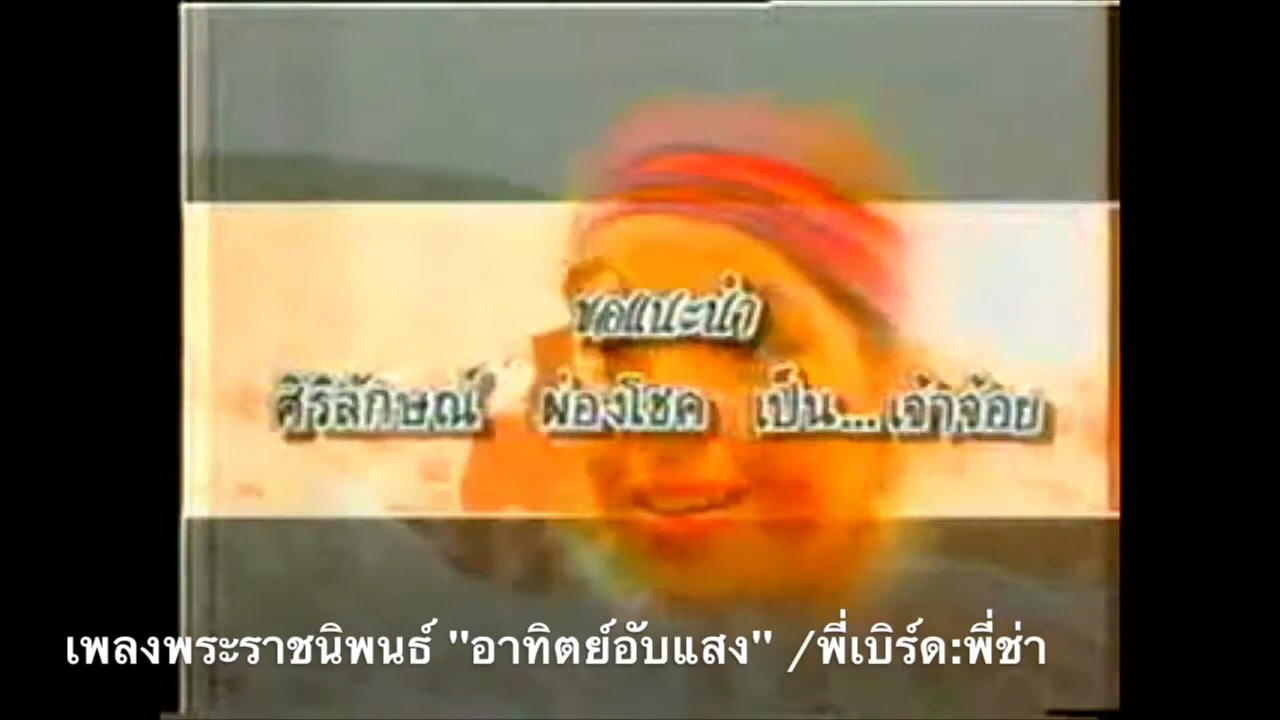 ขอแนะนำ
ศิริลักษณ์ ผ่องโชค เป็น...เจ้าจ้อย
เพลงพระราชนิพนธ์ "อาทิตย์อับแสง" /พี่เบิร์ด:พี่ช่า